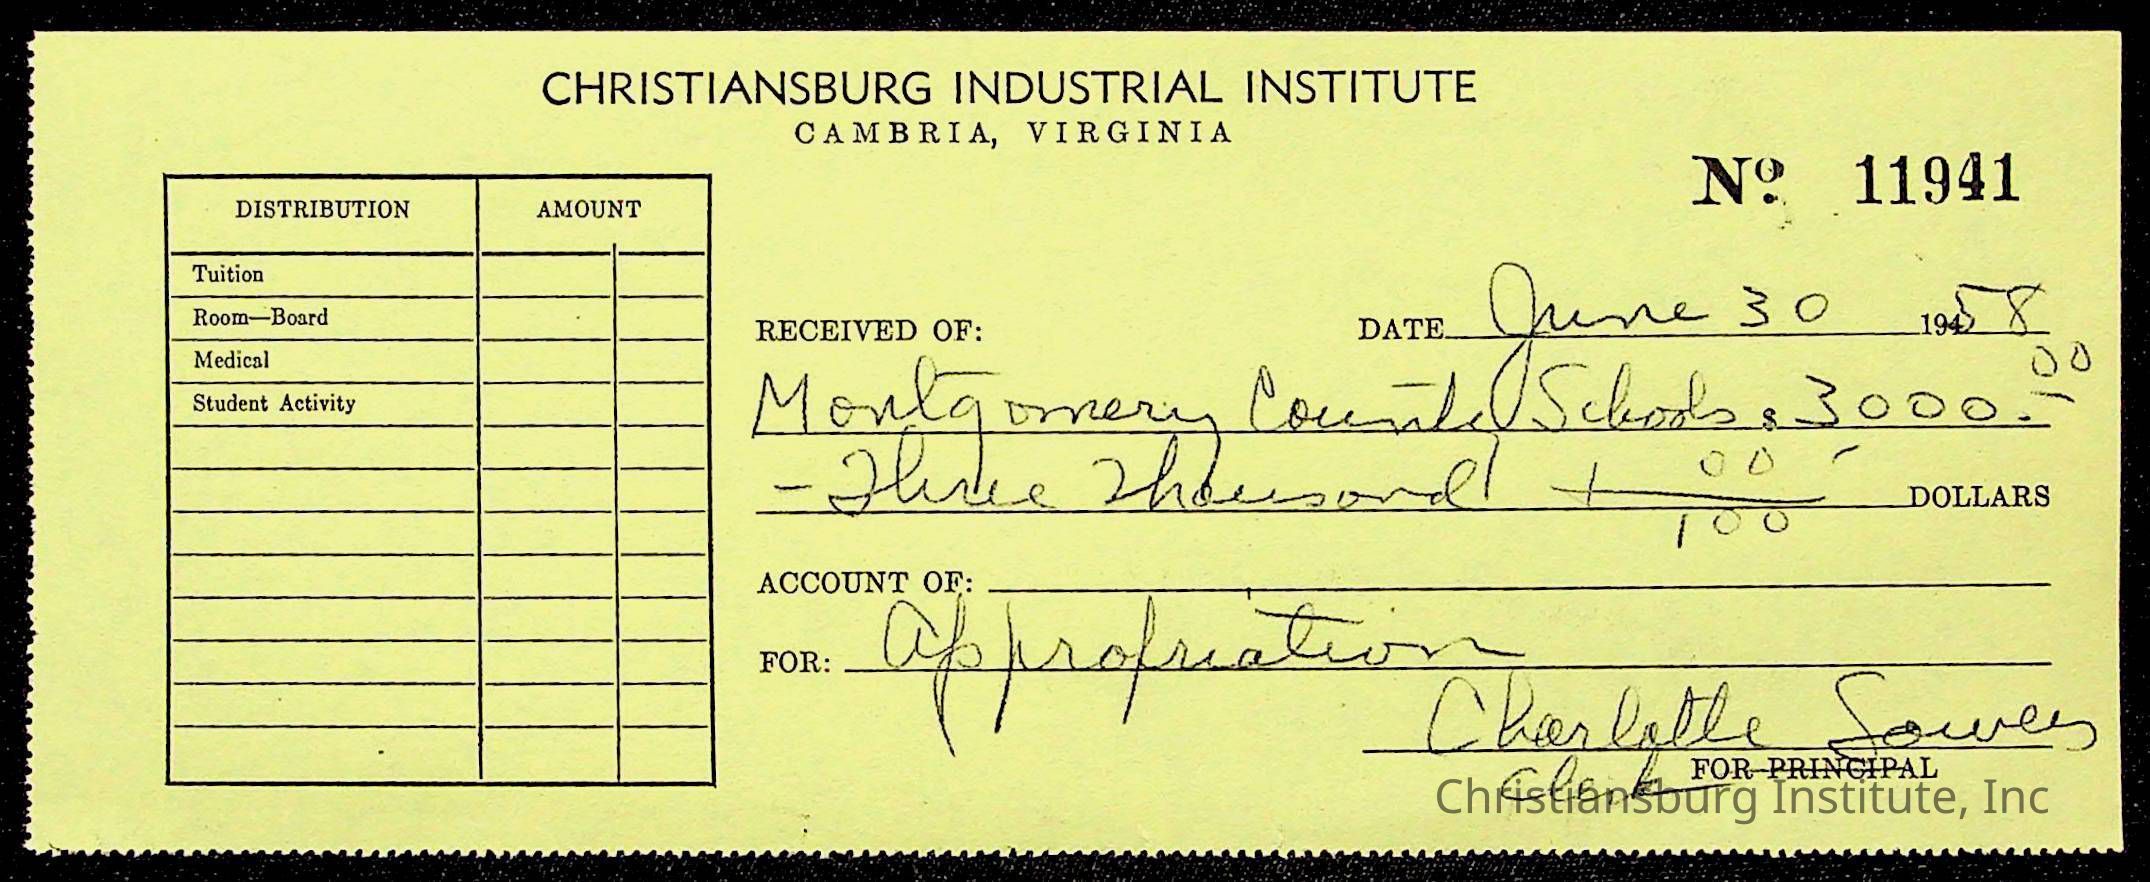 CHRISTIANSBURG INDUSTRIAL INSTITUTE
CAMBRIA, VIRGINIA
Nº 11941
DISTRIBUTION AMOUNT
Tuition
Room—Board
Medical
Student Activity
RECEIVED OF: DATE June 30 19458
Montgomery County Schools $ 3000.00
- Three Thousand + 00/100 DOLLARS
ACCOUNT OF:
FOR: Appropriation
Charlotte Sowers
FOR PRINCIPAL
Clerk
Christiansburg Institute, Inc